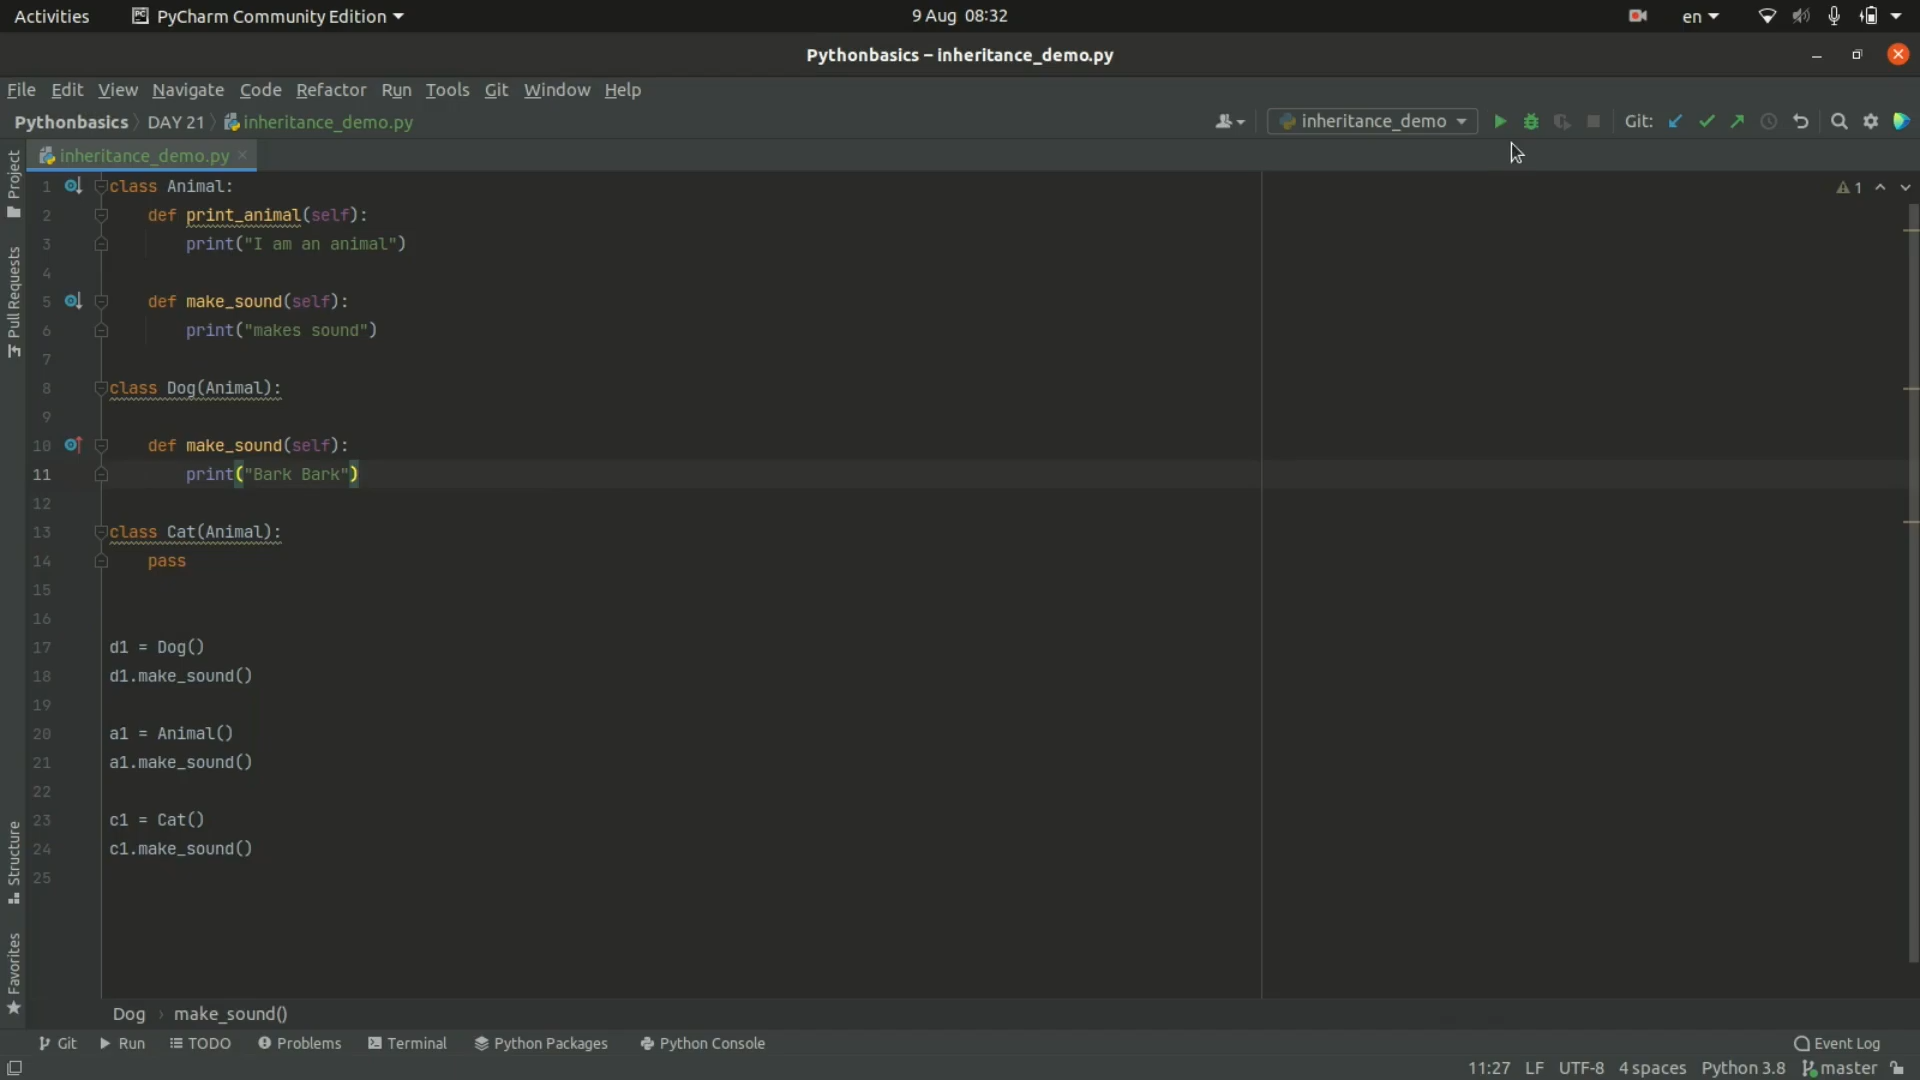 Activities PyCharm Community Edition 9 Aug 08:32 en
Pythonbasics – inheritance_demo.py
File Edit View Navigate Code Refactor Run Tools Git Window Help
Pythonbasics DAY 21 inheritance_demo.py inheritance_demo Git:
inheritance_demo.py
Project
Pull Requests
Structure
Favorites
1 class Animal: 1
2 def print_animal(self):
3 print("I am an animal")
4
5 def make_sound(self):
6 print("makes sound")
7
8 class Dog(Animal):
9
10 def make_sound(self):
11 print("Bark Bark")
12
13 class Cat(Animal):
14 pass
15
16
17 d1 = Dog()
18 d1.make_sound()
19
20 a1 = Animal()
21 a1.make_sound()
22
23 c1 = Cat()
24 c1.make_sound()
25
Dog › make_sound()
Git Run TODO Problems Terminal Python Packages Python Console Event Log
11:27 LF UTF-8 4 spaces Python 3.8 master